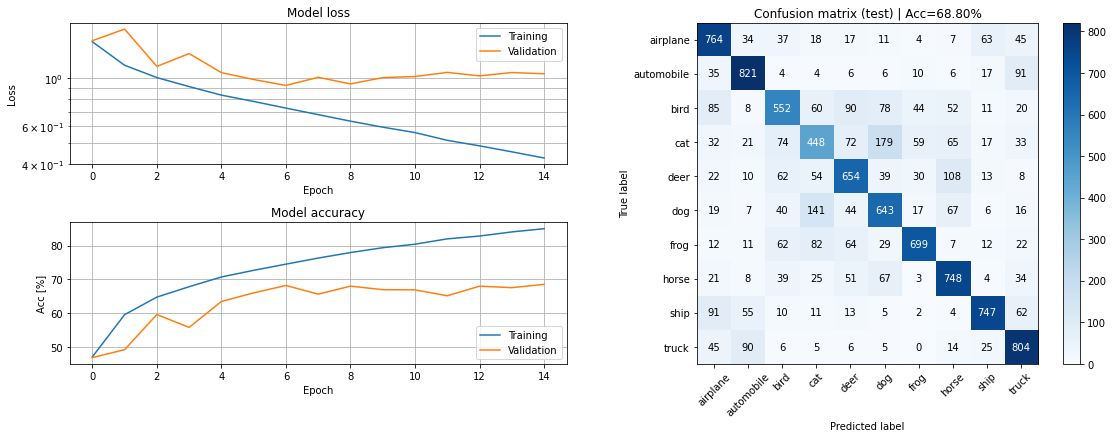 Model loss
Training
Validation
10⁰
6 × 10⁻¹
4 × 10⁻¹
Loss
0 2 4 6 8 10 12 14
Epoch
Model accuracy
80
70
60
50
Acc [%]
Training
Validation
0 2 4 6 8 10 12 14
Epoch
Confusion matrix (test) | Acc=68.80%
True label
airplane 764 34 37 18 17 11 4 7 63 45
automobile 35 821 4 4 6 6 10 6 17 91
bird 85 8 552 60 90 78 44 52 11 20
cat 32 21 74 448 72 179 59 65 17 33
deer 22 10 62 54 654 39 30 108 13 8
dog 19 7 40 141 44 643 17 67 6 16
frog 12 11 62 82 64 29 699 7 12 22
horse 21 8 39 25 51 67 3 748 4 34
ship 91 55 10 11 13 5 2 4 747 62
truck 45 90 6 5 6 5 0 14 25 804
airplane automobile bird cat deer dog frog horse ship truck
Predicted label
800
700
600
500
400
300
200
100
0